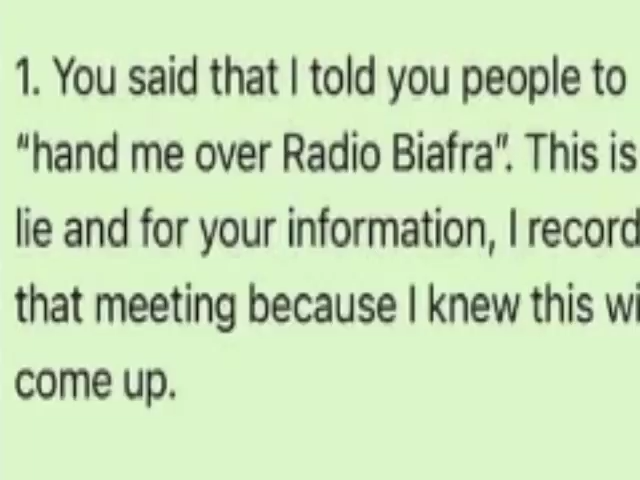 1. You said that I told you people to
“hand me over Radio Biafra”. This is
lie and for your information, I record
that meeting because I knew this wi
come up.